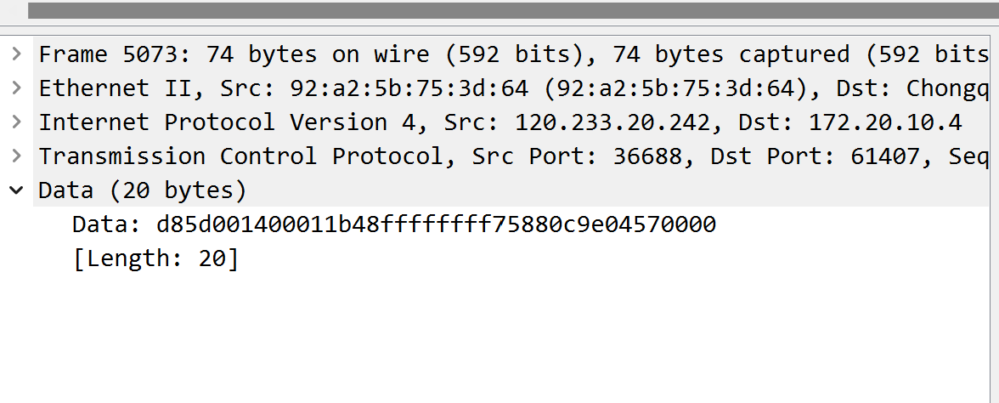 Frame 5073: 74 bytes on wire (592 bits), 74 bytes captured (592 bits
Ethernet II, Src: 92:a2:5b:75:3d:64 (92:a2:5b:75:3d:64), Dst: Chongq
Internet Protocol Version 4, Src: 120.233.20.242, Dst: 172.20.10.4
Transmission Control Protocol, Src Port: 36688, Dst Port: 61407, Seq
Data (20 bytes)
Data: d85d001400011b48ffffffff75880c9e04570000
[Length: 20]